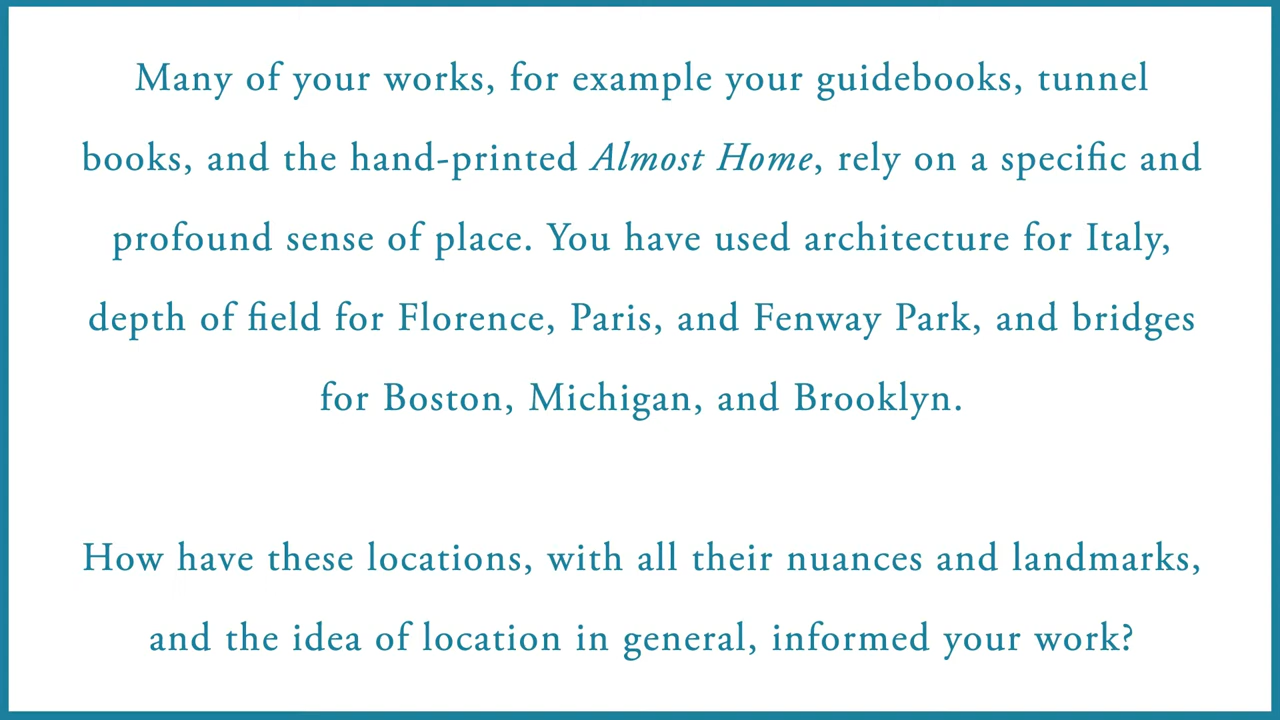 Many of your works, for example your guidebooks, tunnel
books, and the hand-printed Almost Home, rely on a specific and
profound sense of place. You have used architecture for Italy,
depth of field for Florence, Paris, and Fenway Park, and bridges
for Boston, Michigan, and Brooklyn.
How have these locations, with all their nuances and landmarks,
and the idea of location in general, informed your work?